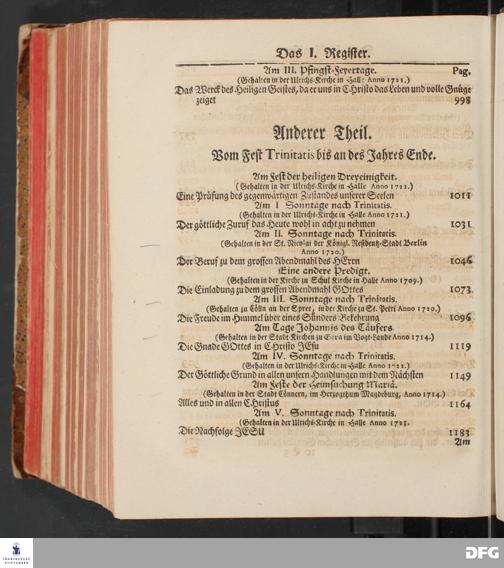 Das I. Register.
Am III. Pfingst-Feyertage. Pag.
(Gehalten in der Ulrichs-Kirche in Halle Anno 1721.)
Das Werck des Heiligen Geistes, da er uns in Christo das Leben und volle Gnüge
zeiget 998
Anderer Theil.
Vom Fest Trinitatis bis an des Jahres Ende.
Am Fest der heiligen Dreyeinigkeit.
(Gehalten in der Ulrichs-Kirche in Halle Anno 1722.)
Eine Prüfung des gegenwärtigen Zustandes unserer Seelen 1011
Am I Sonntage nach Trinitatis.
(Gehalten in der Ulrichs-Kirche in Halle Anno 1721.)
Der göttliche Zuruf das Heute wohl in acht zu nehmen 1031
Am II. Sonntage nach Trinitatis.
(Gehalten in der St. Nicolai der Königl. Residentz-Stadt Berlin
Anno 1720.)
Der Beruf zu dem grossen Abendmahl des HErrn 1046
Eine andere Predigt.
(Gehalten in der Kirche zu Schul Kirche in Halle Anno 1709.)
Die Einladung zu dem grossen Abendmahl GOttes 1073
Am III. Sonntage nach Trinitatis.
(Gehalten zu Cölln an der Spree, in der Kirche zu St. Petri Anno 1720.)
Die Freude im Himmel über eines Sünders Bekehrung 1096
Am Tage Johannis des Täufers
(Gehalten in der Stadt Kirchen zu Gera im Vogt-Lande Anno 1714.)
Die Gnade GOttes in Christo JEsu 1119
Am IV. Sonntage nach Trinitatis.
(Gehalten in der Ulrichs-Kirche in Halle Anno 1721.)
Der Göttliche Grund in allen unsern Handlungen mit dem Nächsten 1149
Am Feste der Heimsuchung Mariä.
(Gehalten in der Stadt Cönnern, im Hertzogthum Magdeburg, Anno 1714.)
Alles und in allen Christus 1164
Am V. Sonntage nach Trinitatis.
(Gehalten in der Ulrichs-Kirche in Halle Anno
Die Nachfolge JESU 1183
Am
FRANCKESCHE
STIFTUNGEN
DFG